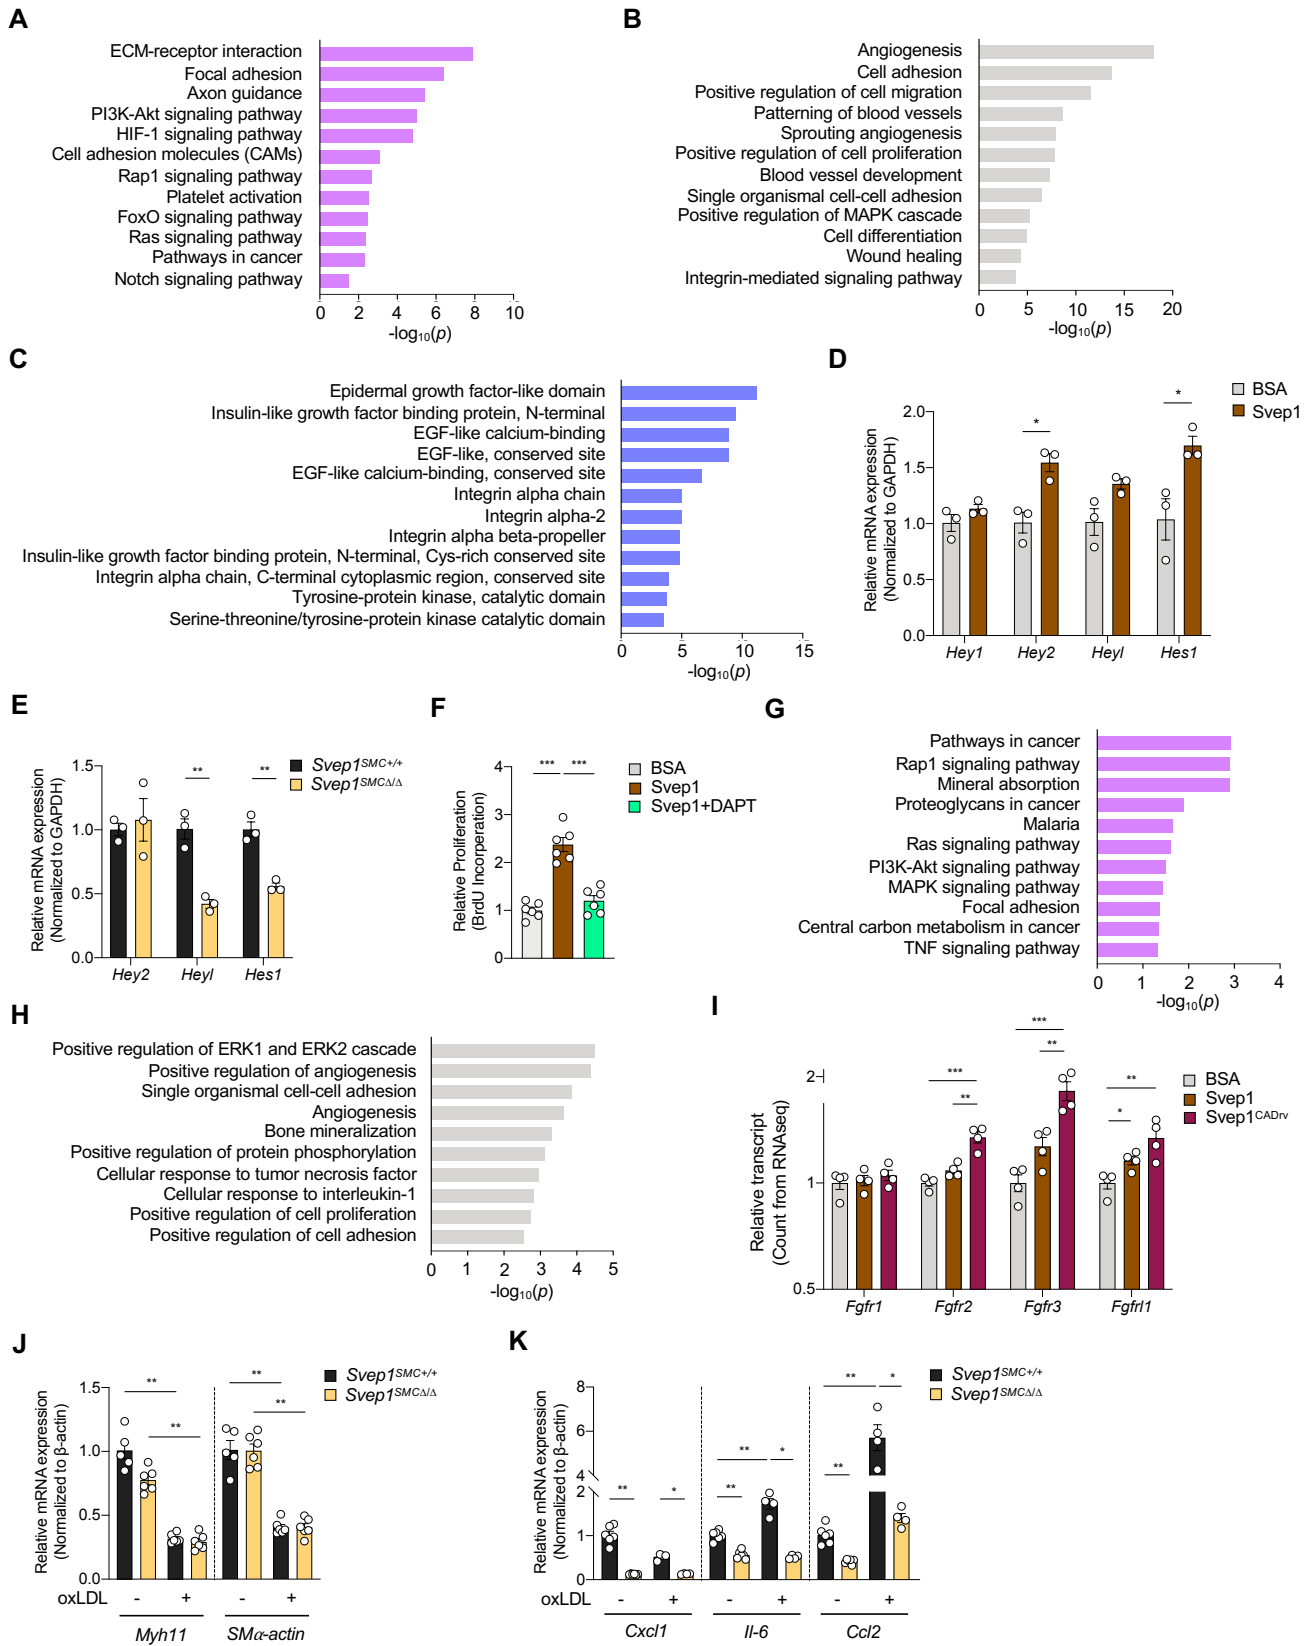 A
ECM-receptor interaction
Focal adhesion
Axon guidance
PI3K-Akt signaling pathway
HIF-1 signaling pathway
Cell adhesion molecules (CAMs)
Rap1 signaling pathway
Platelet activation
FoxO signaling pathway
Ras signaling pathway
Pathways in cancer
Notch signaling pathway
0 2 4 6 8 10
-log10(p)
B
Angiogenesis
Cell adhesion
Positive regulation of cell migration
Patterning of blood vessels
Sprouting angiogenesis
Positive regulation of cell proliferation
Blood vessel development
Single organismal cell-cell adhesion
Positive regulation of MAPK cascade
Cell differentiation
Wound healing
Integrin-mediated signaling pathway
0 5 10 15 20
-log10(p)
C
Epidermal growth factor-like domain
Insulin-like growth factor binding protein, N-terminal
EGF-like calcium-binding
EGF-like, conserved site
EGF-like calcium-binding, conserved site
Integrin alpha chain
Integrin alpha-2
Integrin alpha beta-propeller
Insulin-like growth factor binding protein, N-terminal, Cys-rich conserved site
Integrin alpha chain, C-terminal cytoplasmic region, conserved site
Tyrosine-protein kinase, catalytic domain
Serine-threonine/tyrosine-protein kinase catalytic domain
0 5 10 15
-log10(p)
D
BSA
Svep1
Relative mRNA expression
(Normalized to GAPDH)
2.0
1.5
1.0
0.5
0.0
* *
Hey1 Hey2 Heyl Hes1
E
Svep1SMC+/+
Svep1SMCΔ/Δ
Relative mRNA expression
(Normalized to GAPDH)
1.5
1.0
0.5
0.0
** **
Hey2 Heyl Hes1
F
BSA
Svep1
Svep1+DAPT
Relative Proliferation
(BrdU Incorperation)
4
3
2
1
0
*** ***
G
Pathways in cancer
Rap1 signaling pathway
Mineral absorption
Proteoglycans in cancer
Malaria
Ras signaling pathway
PI3K-Akt signaling pathway
MAPK signaling pathway
Focal adhesion
Central carbon metabolism in cancer
TNF signaling pathway
0 1 2 3 4
-log10(p)
H
Positive regulation of ERK1 and ERK2 cascade
Positive regulation of angiogenesis
Single organismal cell-cell adhesion
Angiogenesis
Bone mineralization
Positive regulation of protein phosphorylation
Cellular response to tumor necrosis factor
Cellular response to interleukin-1
Positive regulation of cell proliferation
Positive regulation of cell adhesion
0 1 2 3 4 5
-log10(p)
I
BSA
Svep1
Svep1CADrv
Relative transcript
(Count from RNAseq)
2
1
0.5
*** ** *** ** * **
Fgfr1 Fgfr2 Fgfr3 Fgfrl1
J
Svep1SMC+/+
Svep1SMCΔ/Δ
Relative mRNA expression
(Normalized to β-actin)
1.5
1.0
0.5
0.0
** ** ** **
oxLDL - + - +
Myh11 SMα-actin
K
Svep1SMC+/+
Svep1SMCΔ/Δ
Relative mRNA expression
(Normalized to β-actin)
8
6
4
2
0
** * ** ** * ** ** *
oxLDL - + - + - +
Cxcl1 Il-6 Ccl2